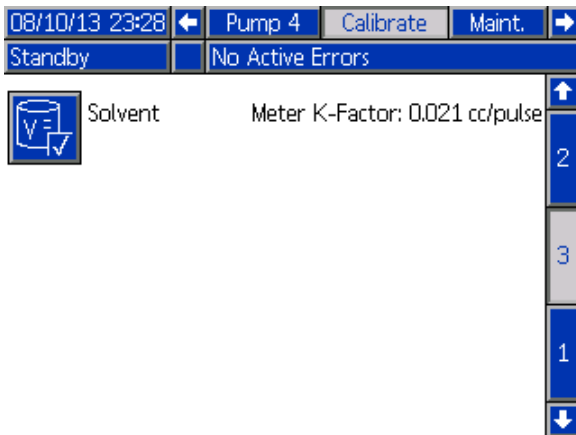 08/10/13 23:28 Pump 4 Calibrate Maint.
Standby No Active Errors
Solvent Meter K-Factor: 0.021 cc/pulse
2
3
1